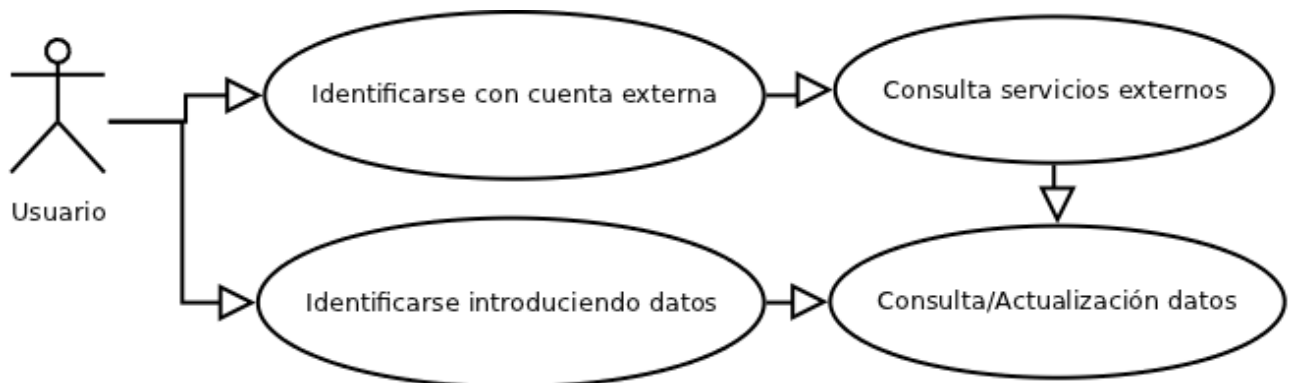 Identificarse con cuenta externa
Consulta servicios externos
Usuario
Identificarse introduciendo datos
Consulta/Actualización datos